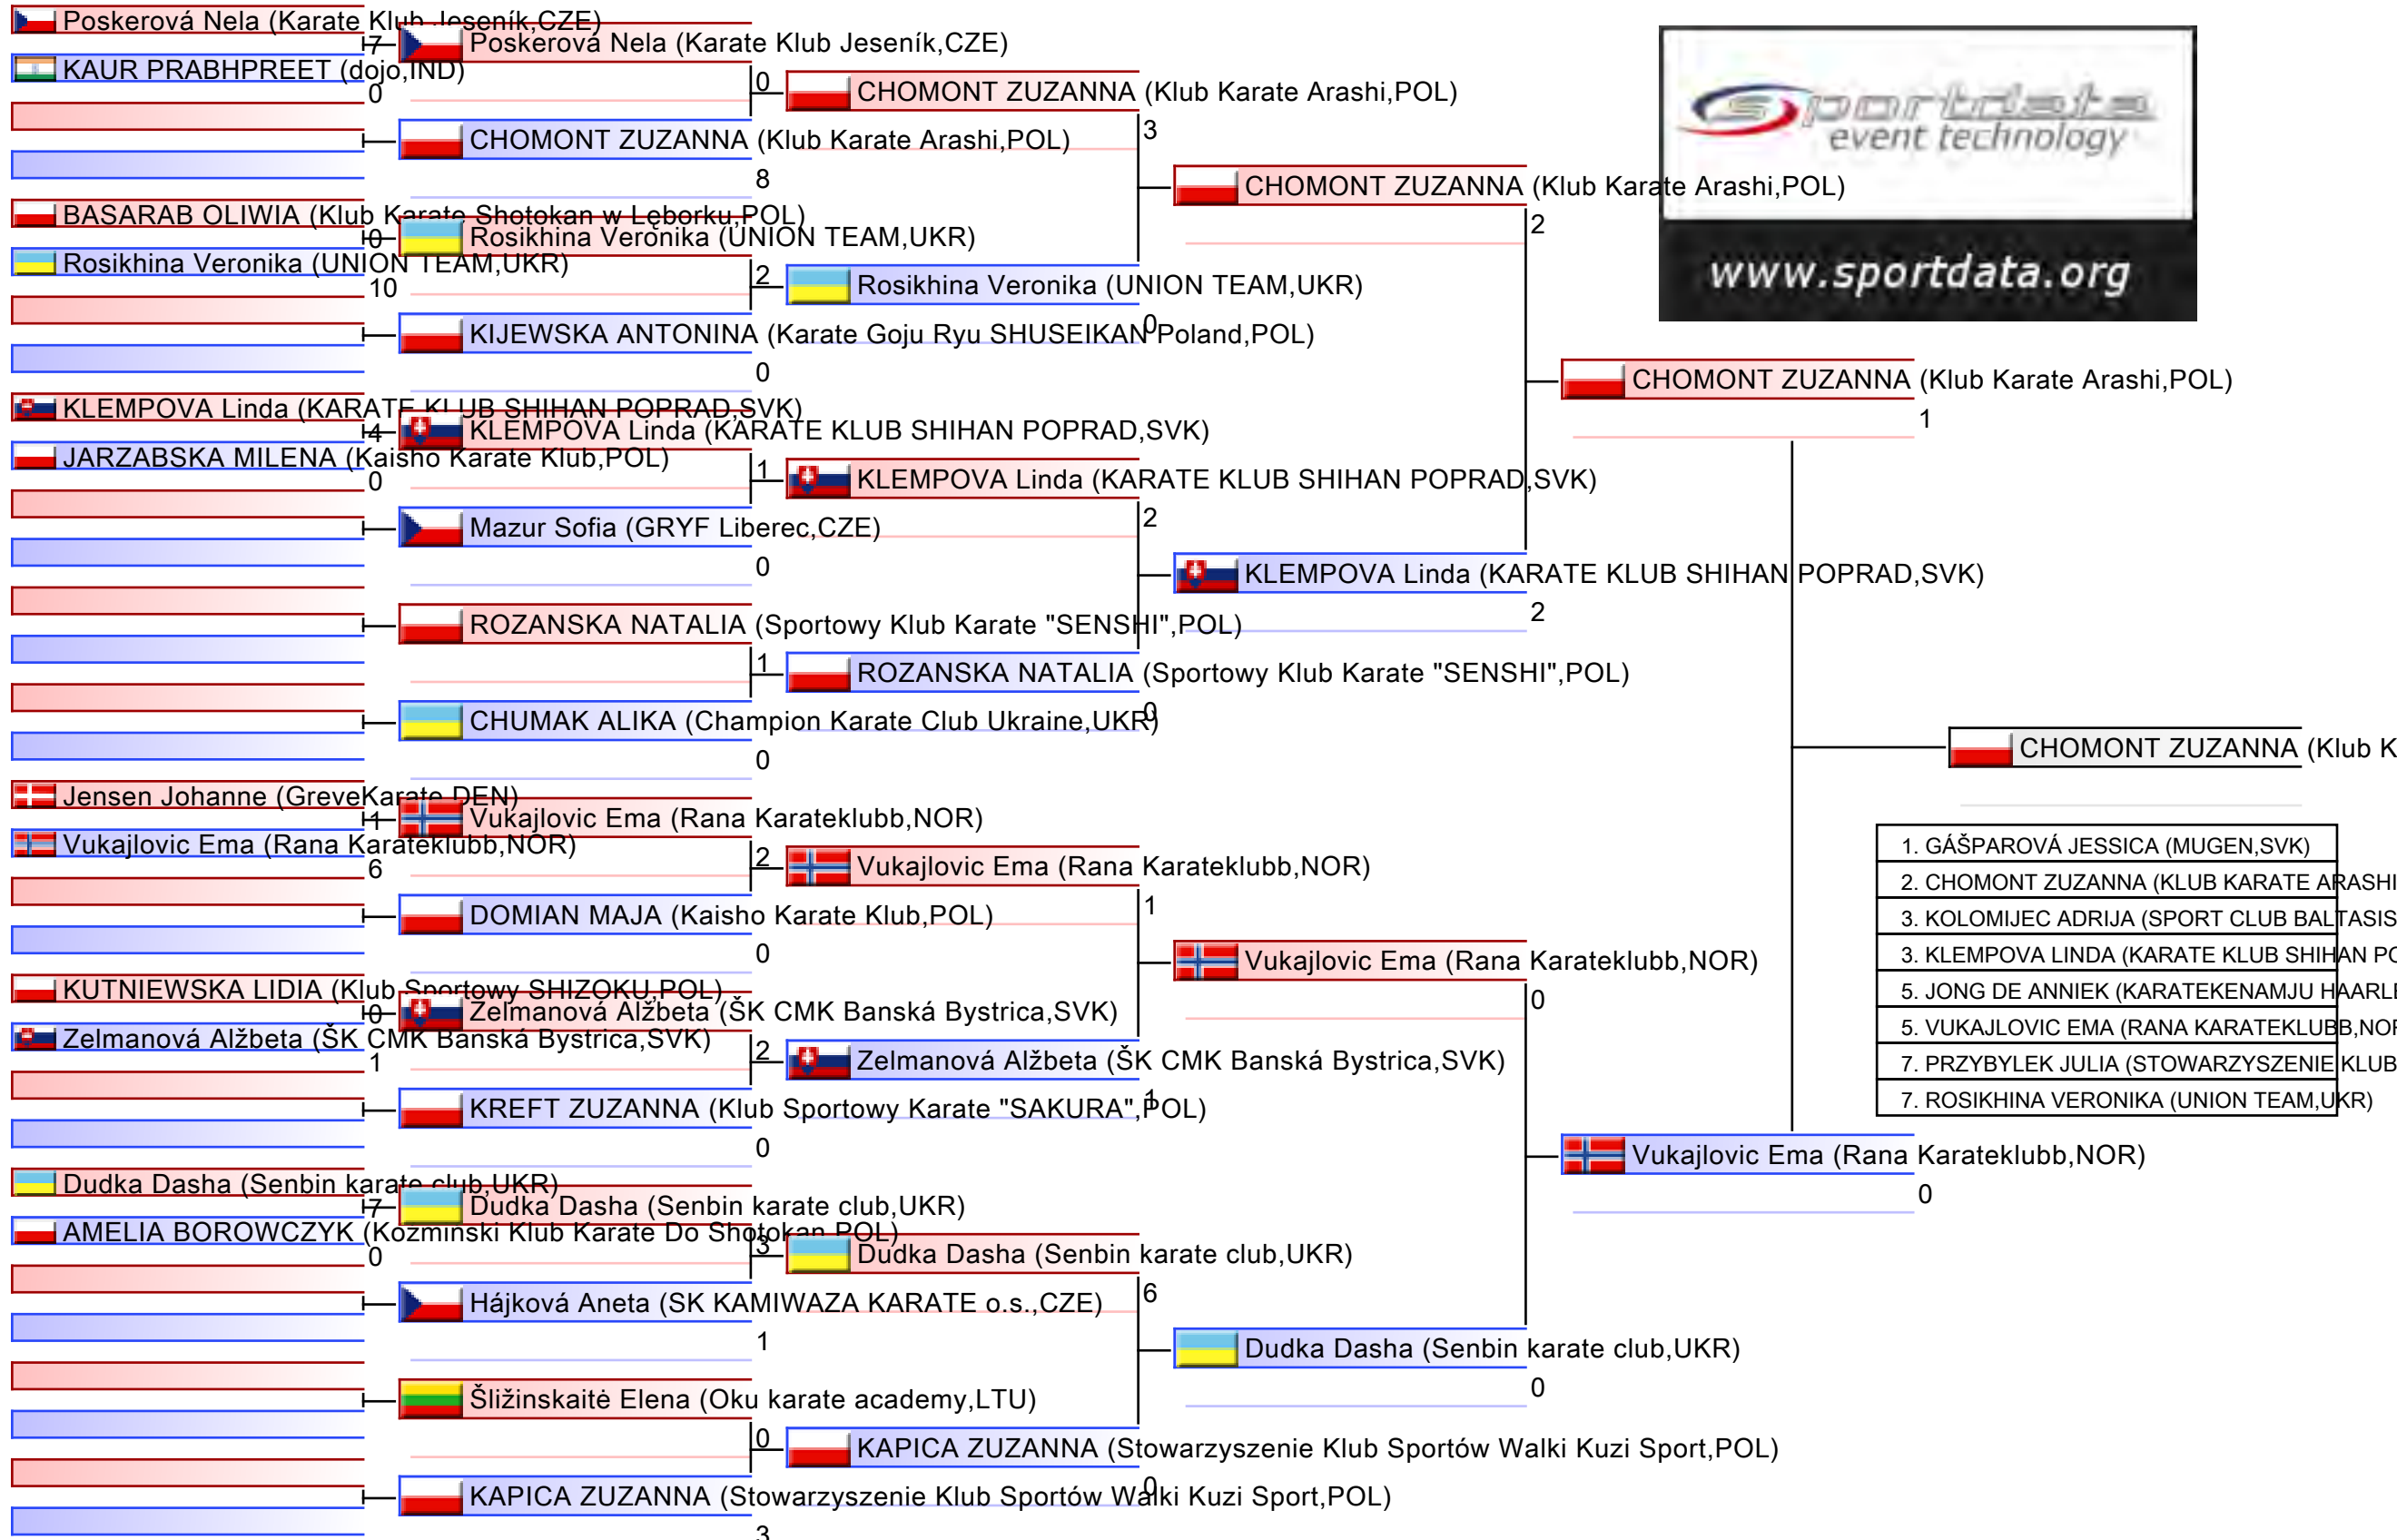 Poskerová Nela (Karate Klub Jeseník,CZE)
7
KAUR PRABHPREET (dojo,IND)
0
BASARAB OLIWIA (Klub Karate Shotokan w Lęborku,POL)
0
Rosikhina Veronika (UNION TEAM,UKR)
10
KLEMPOVA Linda (KARATE KLUB SHIHAN POPRAD,SVK)
4
JARZABSKA MILENA (Kaisho Karate Klub,POL)
0
Jensen Johanne (GreveKarate,DEN)
1
Vukajlovic Ema (Rana Karateklubb,NOR)
6
KUTNIEWSKA LIDIA (Klub Sportowy SHIZOKU,POL)
0
Zelmanová Alžbeta (ŠK CMK Banská Bystrica,SVK)
1
Dudka Dasha (Senbin karate club,UKR)
7
AMELIA BOROWCZYK (Kozminski Klub Karate Do Shotokan,POL)
0
Poskerová Nela (Karate Klub Jeseník,CZE)
0
CHOMONT ZUZANNA (Klub Karate Arashi,POL)
8
Rosikhina Veronika (UNION TEAM,UKR)
2
KIJEWSKA ANTONINA (Karate Goju Ryu SHUSEIKAN Poland,POL)
0
KLEMPOVA Linda (KARATE KLUB SHIHAN POPRAD,SVK)
1
Mazur Sofia (GRYF Liberec,CZE)
0
ROZANSKA NATALIA (Sportowy Klub Karate "SENSHI",POL)
1
CHUMAK ALIKA (Champion Karate Club Ukraine,UKR)
0
Vukajlovic Ema (Rana Karateklubb,NOR)
2
DOMIAN MAJA (Kaisho Karate Klub,POL)
0
Zelmanová Alžbeta (ŠK CMK Banská Bystrica,SVK)
2
KREFT ZUZANNA (Klub Sportowy Karate "SAKURA",POL)
0
Dudka Dasha (Senbin karate club,UKR)
3
Hájková Aneta (SK KAMIWAZA KARATE o.s.,CZE)
1
Šližinskaitė Elena (Oku karate academy,LTU)
0
KAPICA ZUZANNA (Stowarzyszenie Klub Sportów Walki Kuzi Sport,POL)
3
CHOMONT ZUZANNA (Klub Karate Arashi,POL)
3
Rosikhina Veronika (UNION TEAM,UKR)
0
KLEMPOVA Linda (KARATE KLUB SHIHAN POPRAD,SVK)
2
ROZANSKA NATALIA (Sportowy Klub Karate "SENSHI",POL)
0
Vukajlovic Ema (Rana Karateklubb,NOR)
1
Zelmanová Alžbeta (ŠK CMK Banská Bystrica,SVK)
1
Dudka Dasha (Senbin karate club,UKR)
6
KAPICA ZUZANNA (Stowarzyszenie Klub Sportów Walki Kuzi Sport,POL)
0
CHOMONT ZUZANNA (Klub Karate Arashi,POL)
2
KLEMPOVA Linda (KARATE KLUB SHIHAN POPRAD,SVK)
2
Vukajlovic Ema (Rana Karateklubb,NOR)
0
Dudka Dasha (Senbin karate club,UKR)
0
CHOMONT ZUZANNA (Klub Karate Arashi,POL)
1
Vukajlovic Ema (Rana Karateklubb,NOR)
0
CHOMONT ZUZANNA (Klub K
sportdata
event technology
www.sportdata.org
1. GÁŠPAROVÁ JESSICA (MUGEN,SVK)
2. CHOMONT ZUZANNA (KLUB KARATE ARASHI
3. KOLOMIJEC ADRIJA (SPORT CLUB BALTASIS
3. KLEMPOVA LINDA (KARATE KLUB SHIHAN PO
5. JONG DE ANNIEK (KARATEKENAMJU HAARLE
5. VUKAJLOVIC EMA (RANA KARATEKLUBB,NOR
7. PRZYBYLEK JULIA (STOWARZYSZENIE KLUB
7. ROSIKHINA VERONIKA (UNION TEAM,UKR)